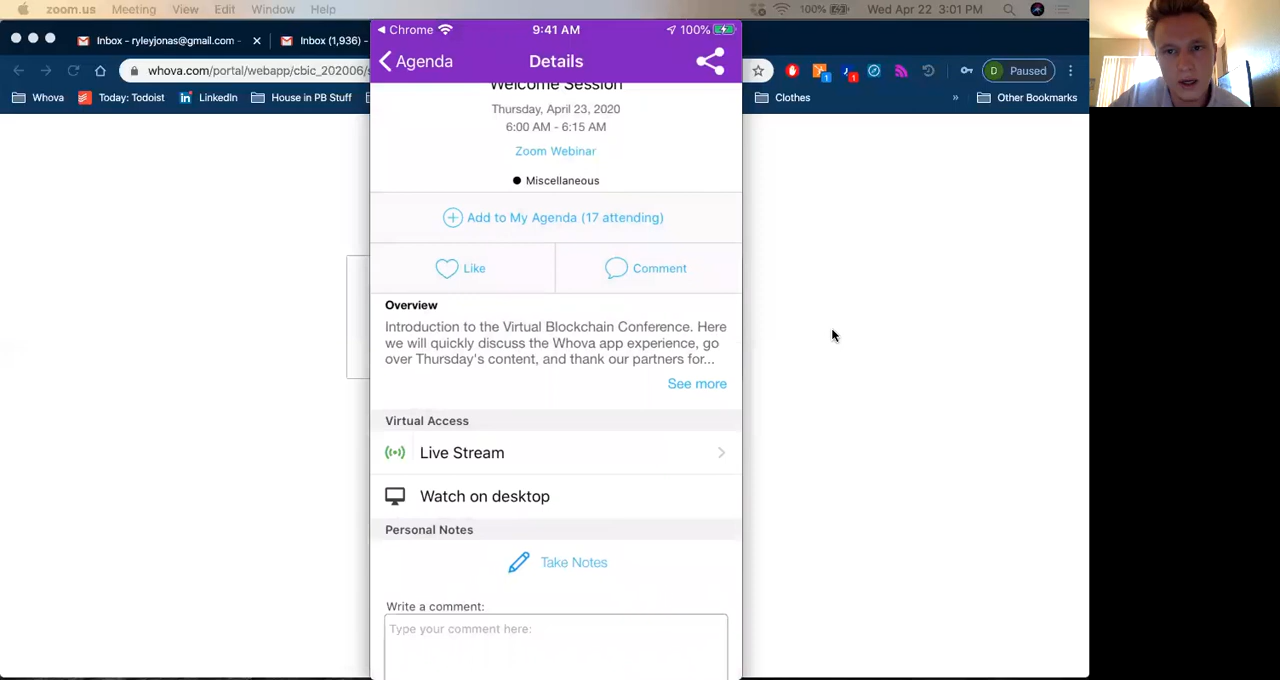 zoom.us Meeting View Edit Window Help 100% Wed Apr 22 3:01 PM
Inbox - ryleyjonas@gmail.com - Inbox (1,936) -
Chrome 9:41 AM 100%
whova.com/portal/webapp/cbic_202006/ D Paused
Agenda Details
Whova Today: Todoist LinkedIn House in PB Stuff Clothes » Other Bookmarks
Welcome Session
Thursday, April 23, 2020
6:00 AM - 6:15 AM
Zoom Webinar
Miscellaneous
Add to My Agenda (17 attending)
Like Comment
Overview
Introduction to the Virtual Blockchain Conference. Here
we will quickly discuss the Whova app experience, go
over Thursday's content, and thank our partners for...
See more
Virtual Access
Live Stream
Watch on desktop
Personal Notes
Take Notes
Write a comment:
Type your comment here: